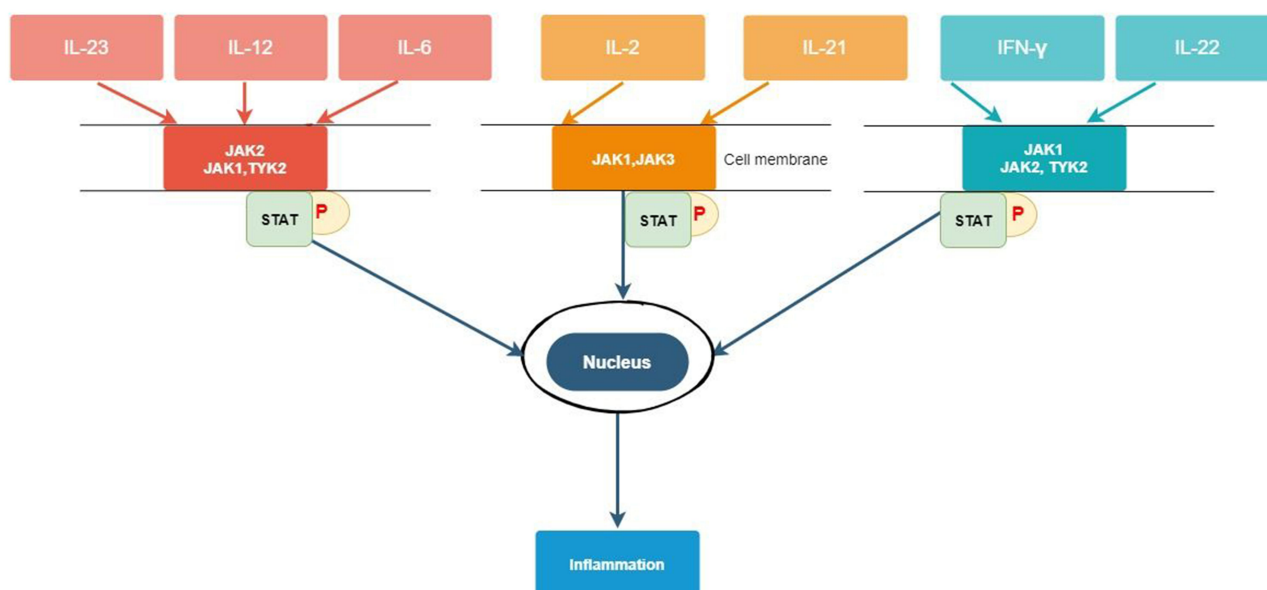 IL-23
IL-12
IL-6
IL-2
IL-21
IFN-γ
IL-22
JAK2
JAK1,TYK2
JAK1,JAK3
Cell membrane
JAK1
JAK2, TYK2
STAT
P
STAT
P
STAT
P
Nucleus
Inflammation